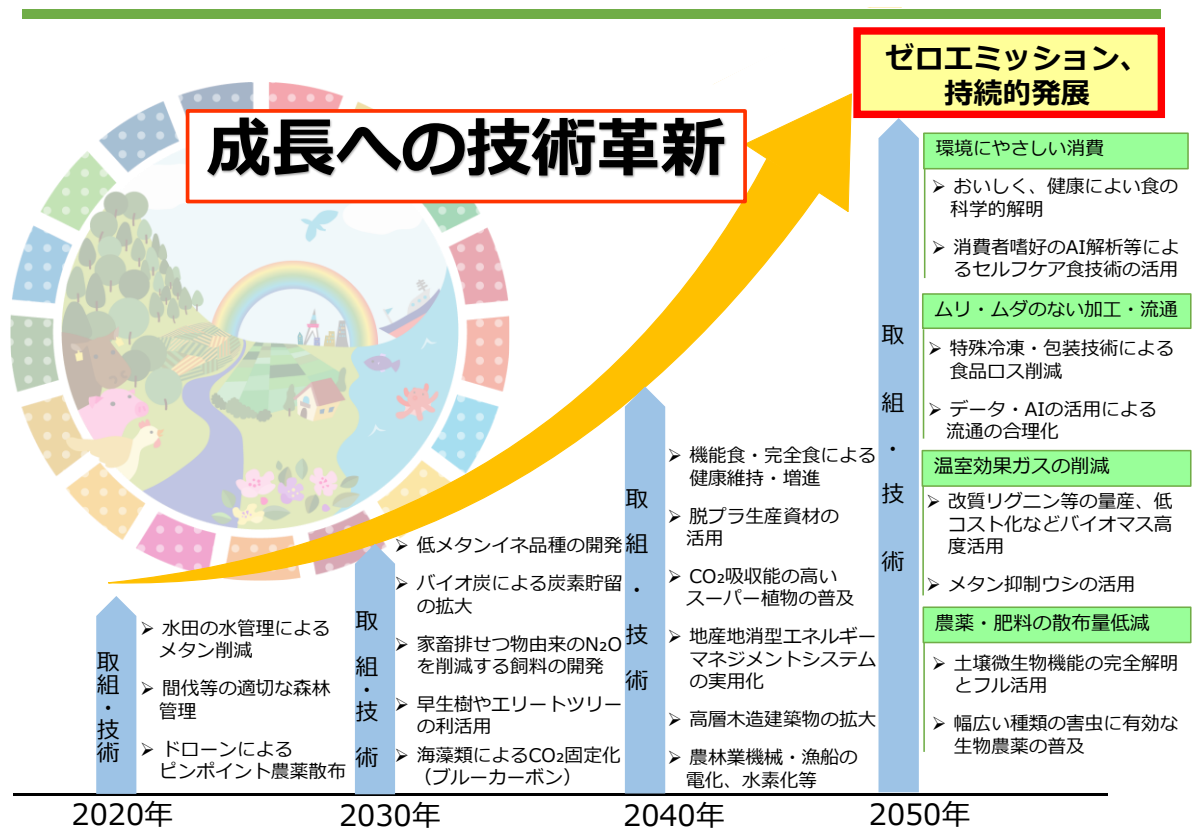 ゼロエミッション、
持続的発展
成長への技術革新
取組・技術
➢ 水田の水管理による
メタン削減
➢ 間伐等の適切な森林
管理
➢ ドローンによる
ピンポイント農薬散布
取組・技術
➢ 低メタンイネ品種の開発
➢ バイオ炭による炭素貯留
の拡大
➢ 家畜排せつ物由来のN₂O
を削減する飼料の開発
➢ 早生樹やエリートツリー
の利活用
➢ 海藻類によるCO₂固定化
（ブルーカーボン）
取組・技術
➢ 機能食・完全食による
健康維持・増進
➢ 脱プラ生産資材の
活用
➢ CO₂吸収能の高い
スーパー植物の普及
➢ 地産地消型エネルギー
マネジメントシステム
の実用化
➢ 高層木造建築物の拡大
➢ 農林業機械・漁船の
電化、水素化等
取組・技術
環境にやさしい消費
➢ おいしく、健康によい食の
科学的解明
➢ 消費者嗜好のAI解析等によ
るセルフケア食技術の活用
ムリ・ムダのない加工・流通
➢ 特殊冷凍・包装技術による
食品ロス削減
➢ データ・AIの活用による
流通の合理化
温室効果ガスの削減
➢ 改質リグニン等の量産、低
コスト化などバイオマス高
度活用
➢ メタン抑制ウシの活用
農薬・肥料の散布量低減
➢ 土壌微生物機能の完全解明
とフル活用
➢ 幅広い種類の害虫に有効な
生物農薬の普及
2020年
2030年
2040年
2050年